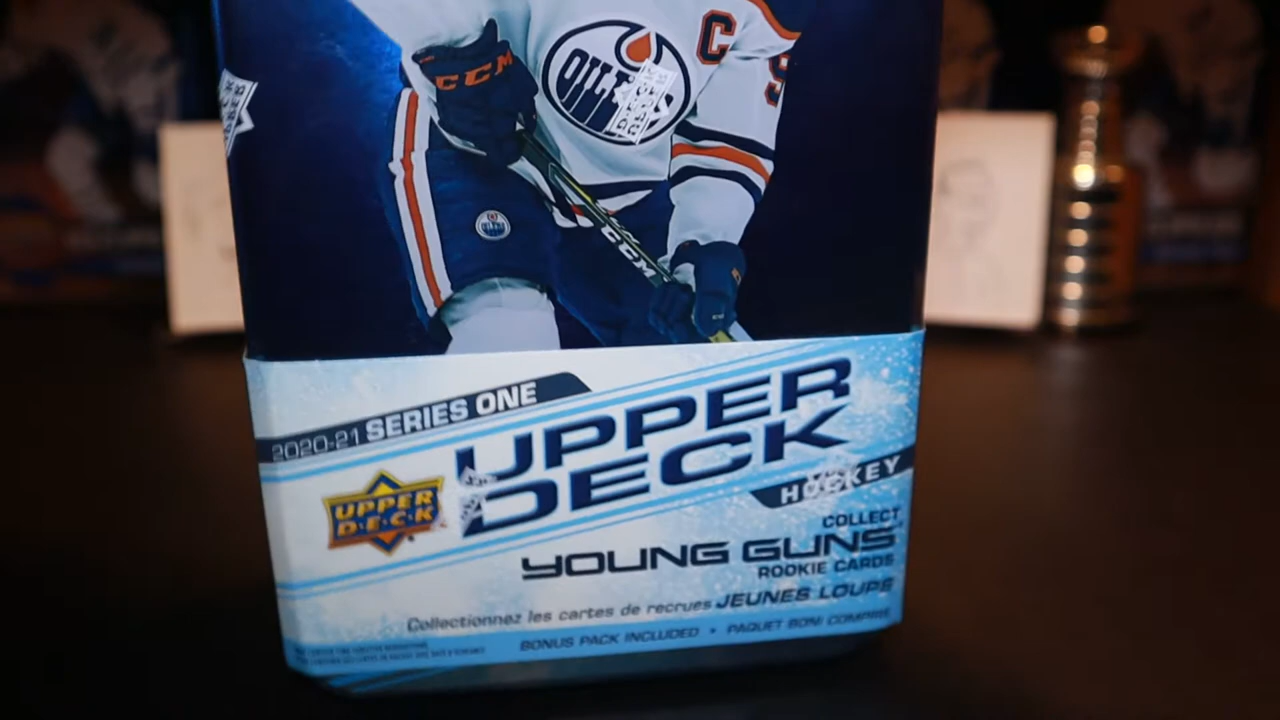 C
9
OILERS
CCM
CCM
2020-21 SERIES ONE
UPPER
DECK
HOCKEY
UPPER
DECK
COLLECT
YOUNG GUNS
ROOKIE CARDS
Collectionnez les cartes de recrues JEUNES LOUPS
BONUS PACK INCLUDED • PAQUET BONI COMPRIS